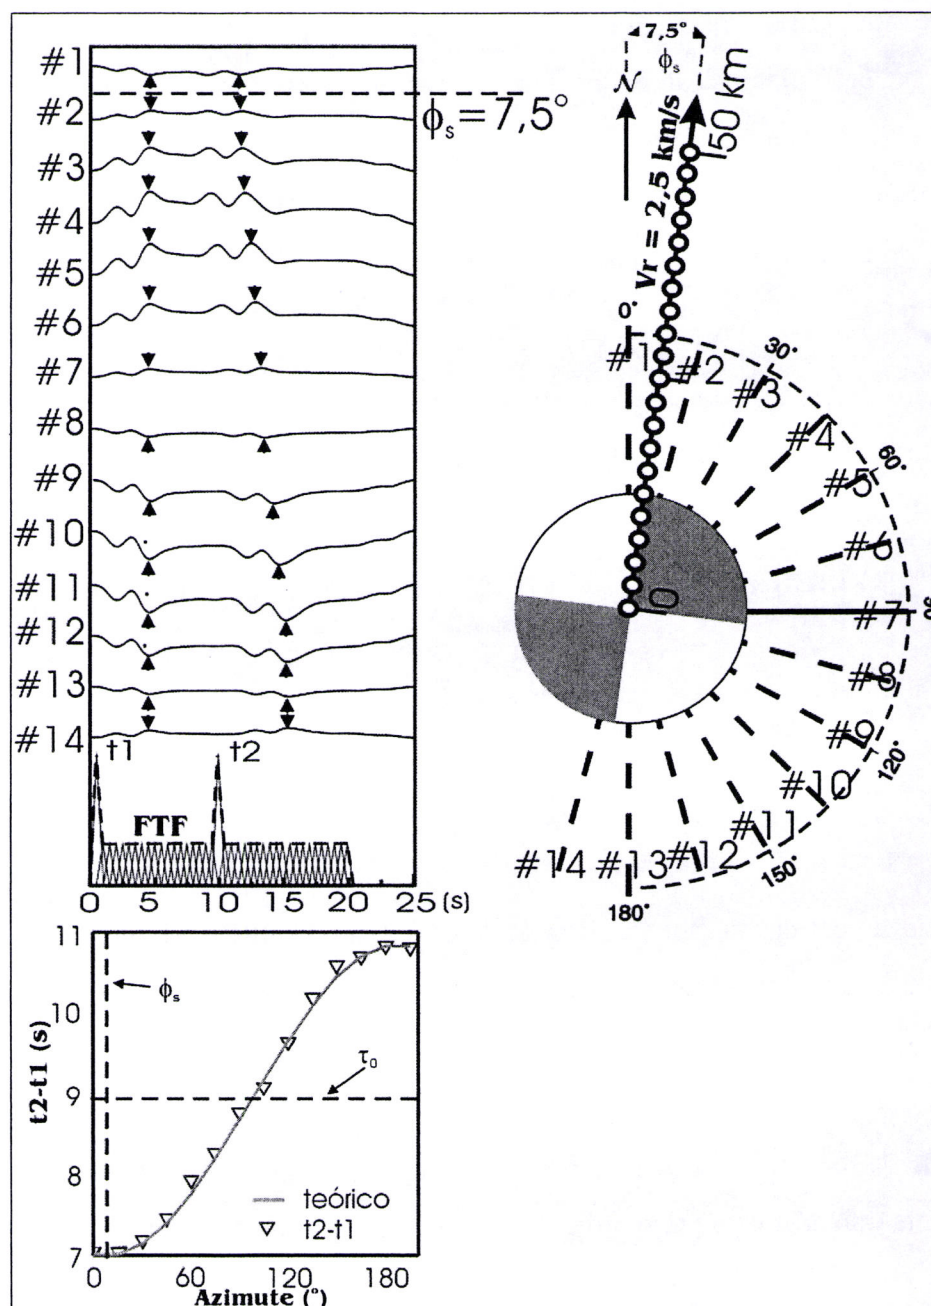 #1
#2
#3
#4
#5
#6
#7
#8
#9
#10
#11
#12
#13
#14
ϕs=7,5°
t1
t2
FTF
0 5 10 15 20 25 (s)
7,5°
ϕs
N
50 km
Vr = 2,5 km/s
0
0°
30°
60°
90°
120°
150°
180°
#1
#2
#3
#4
#5
#6
#7
#8
#9
#10
#11
#12
#13
#14
11
10
9
8
7
t2-t1 (s)
ϕs
τ0
teórico
t2-t1
0 60 120 180
Azimute (°)